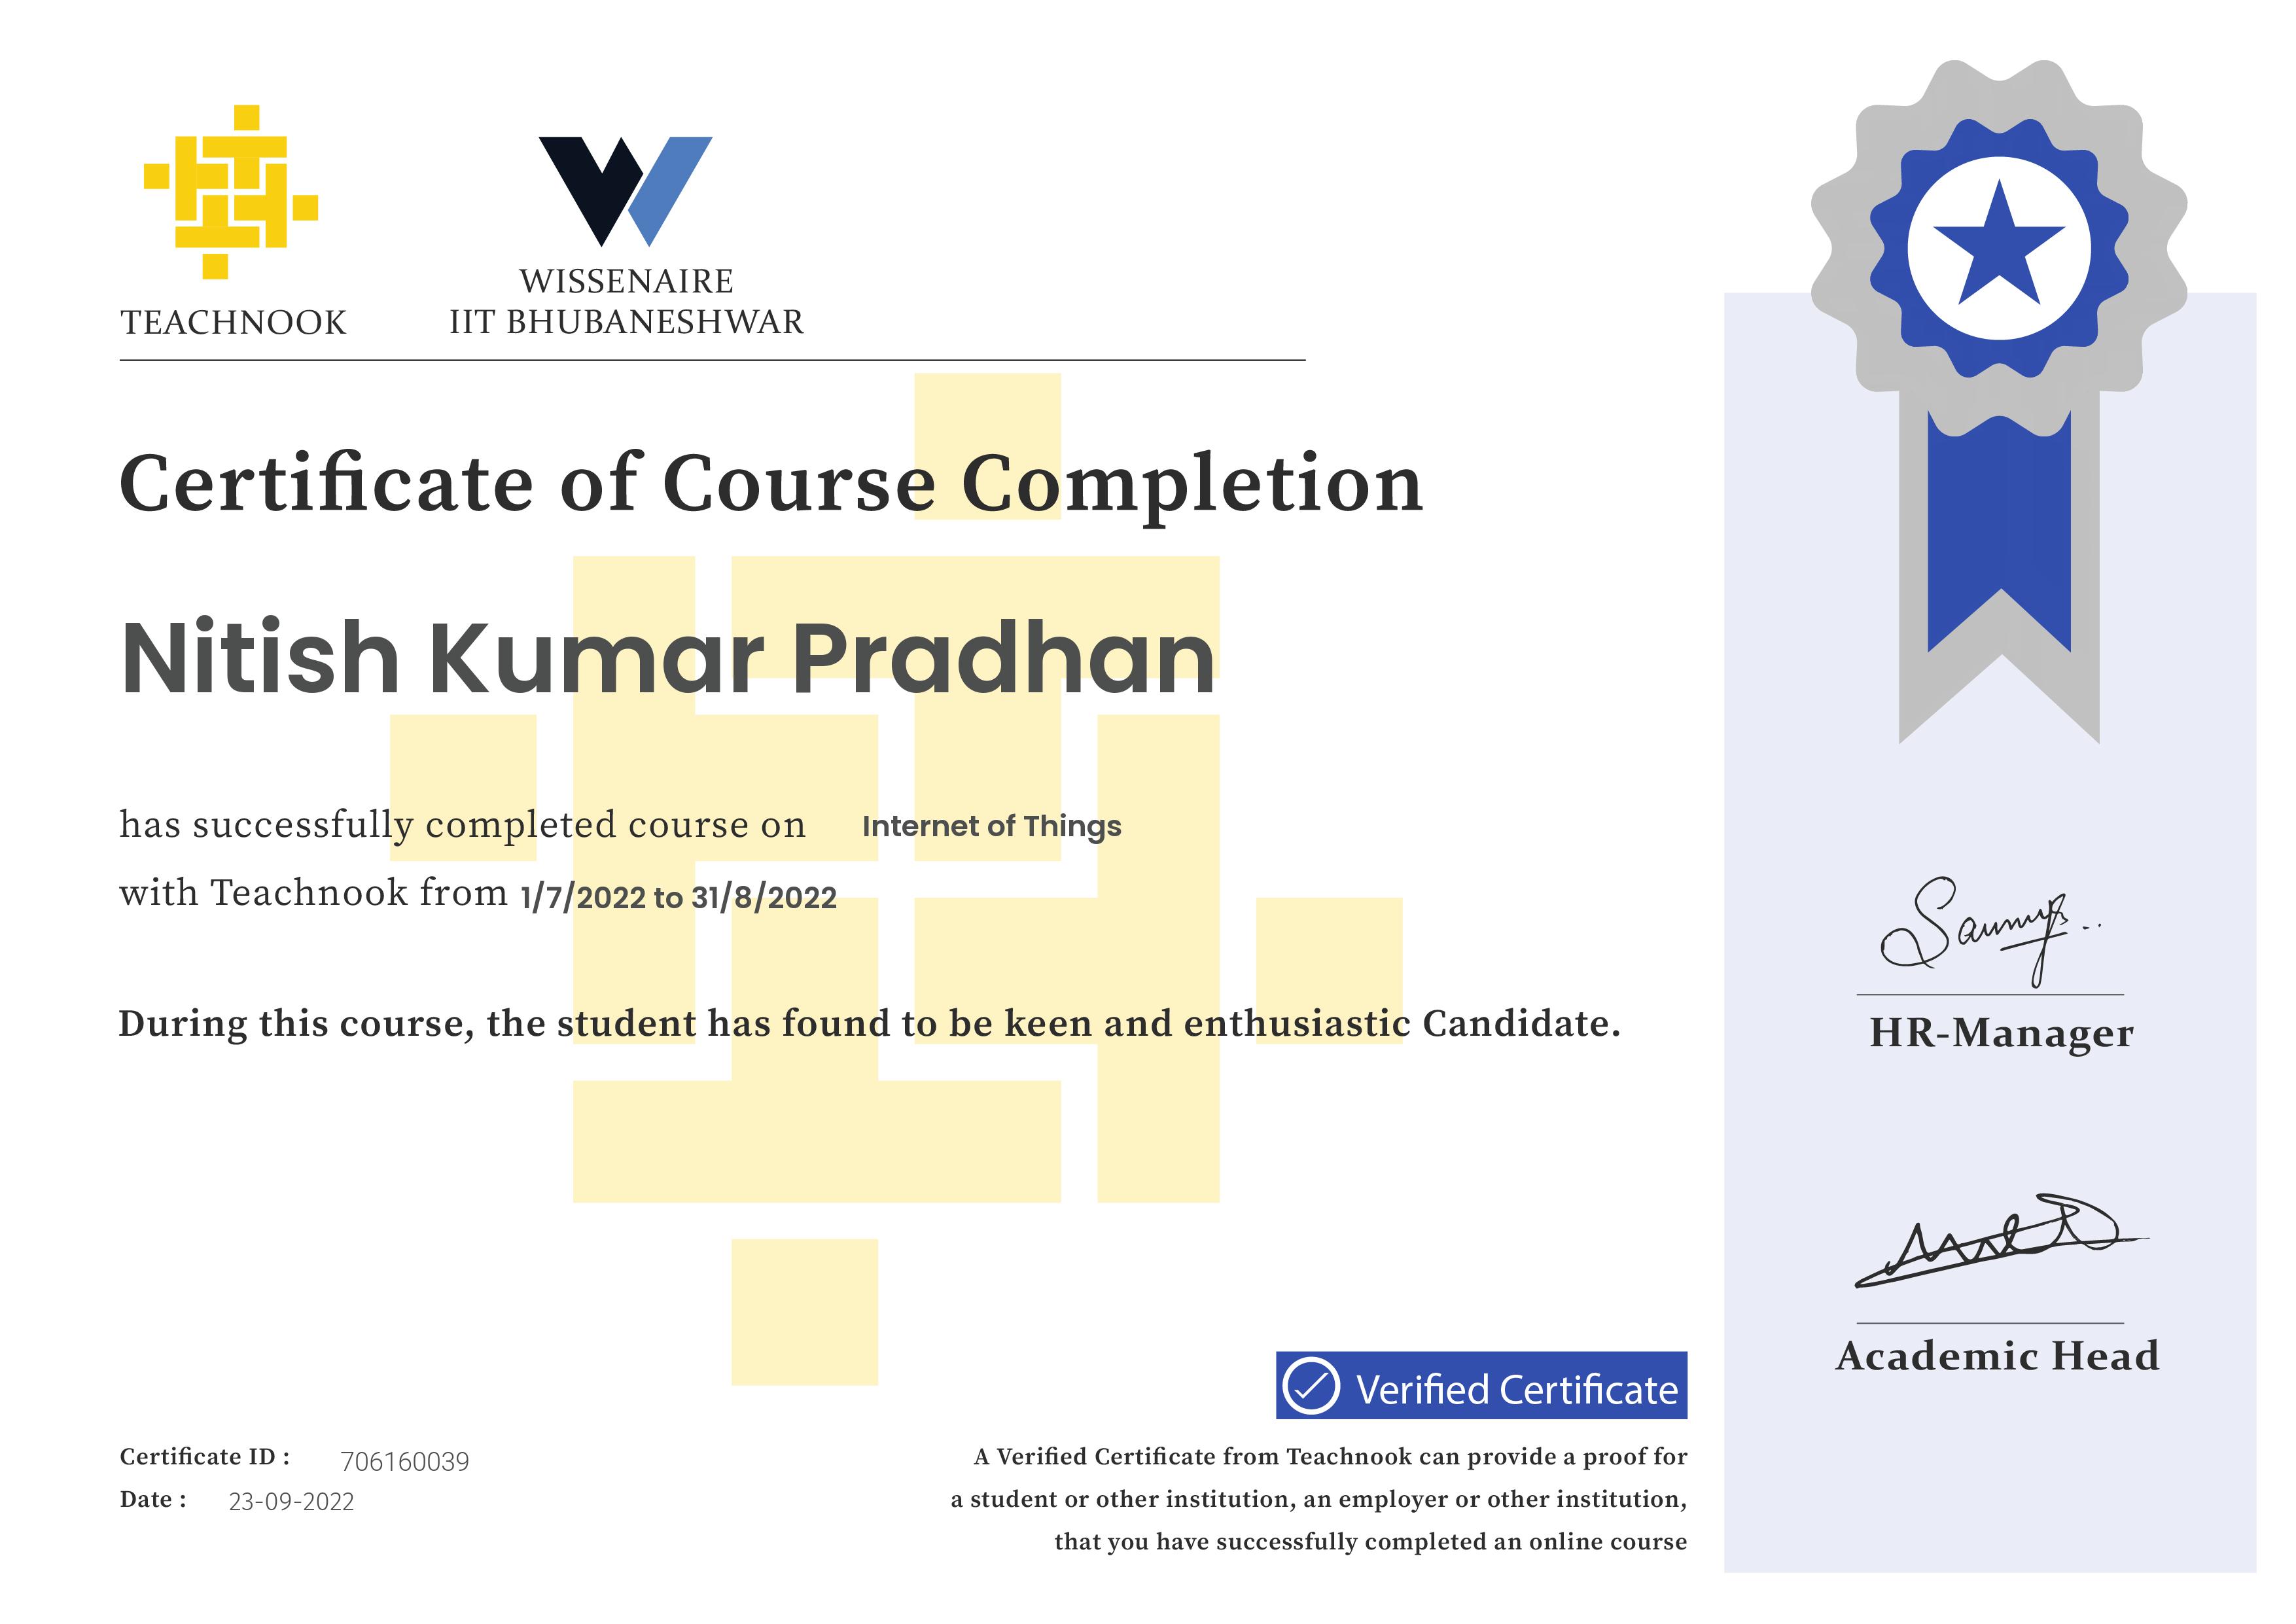 TEACHNOOK
WISSENAIRE
IIT BHUBANESHWAR
Certificate of Course Completion
Nitish Kumar Pradhan
has successfully completed course on Internet of Things
with Teachnook from 1/7/2022 to 31/8/2022
During this course, the student has found to be keen and enthusiastic Candidate.
HR-Manager
Academic Head
Verified Certificate
A Verified Certificate from Teachnook can provide a proof for
a student or other institution, an employer or other institution,
that you have successfully completed an online course
Certificate ID : 706160039
Date : 23-09-2022